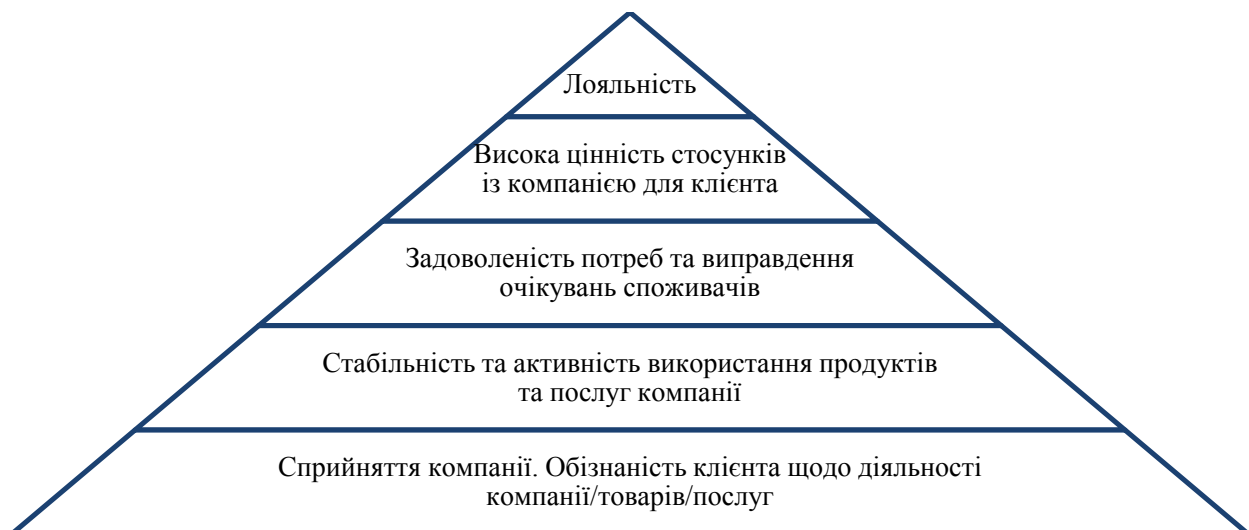 Лояльність
Висока цінність стосунків
із компанією для клієнта
Задоволеність потреб та виправдення
очікувань споживачів
Стабільність та активність використання продуктів
та послуг компанії
Сприйняття компанії. Обізнаність клієнта щодо діяльності
компанії/товарів/послуг